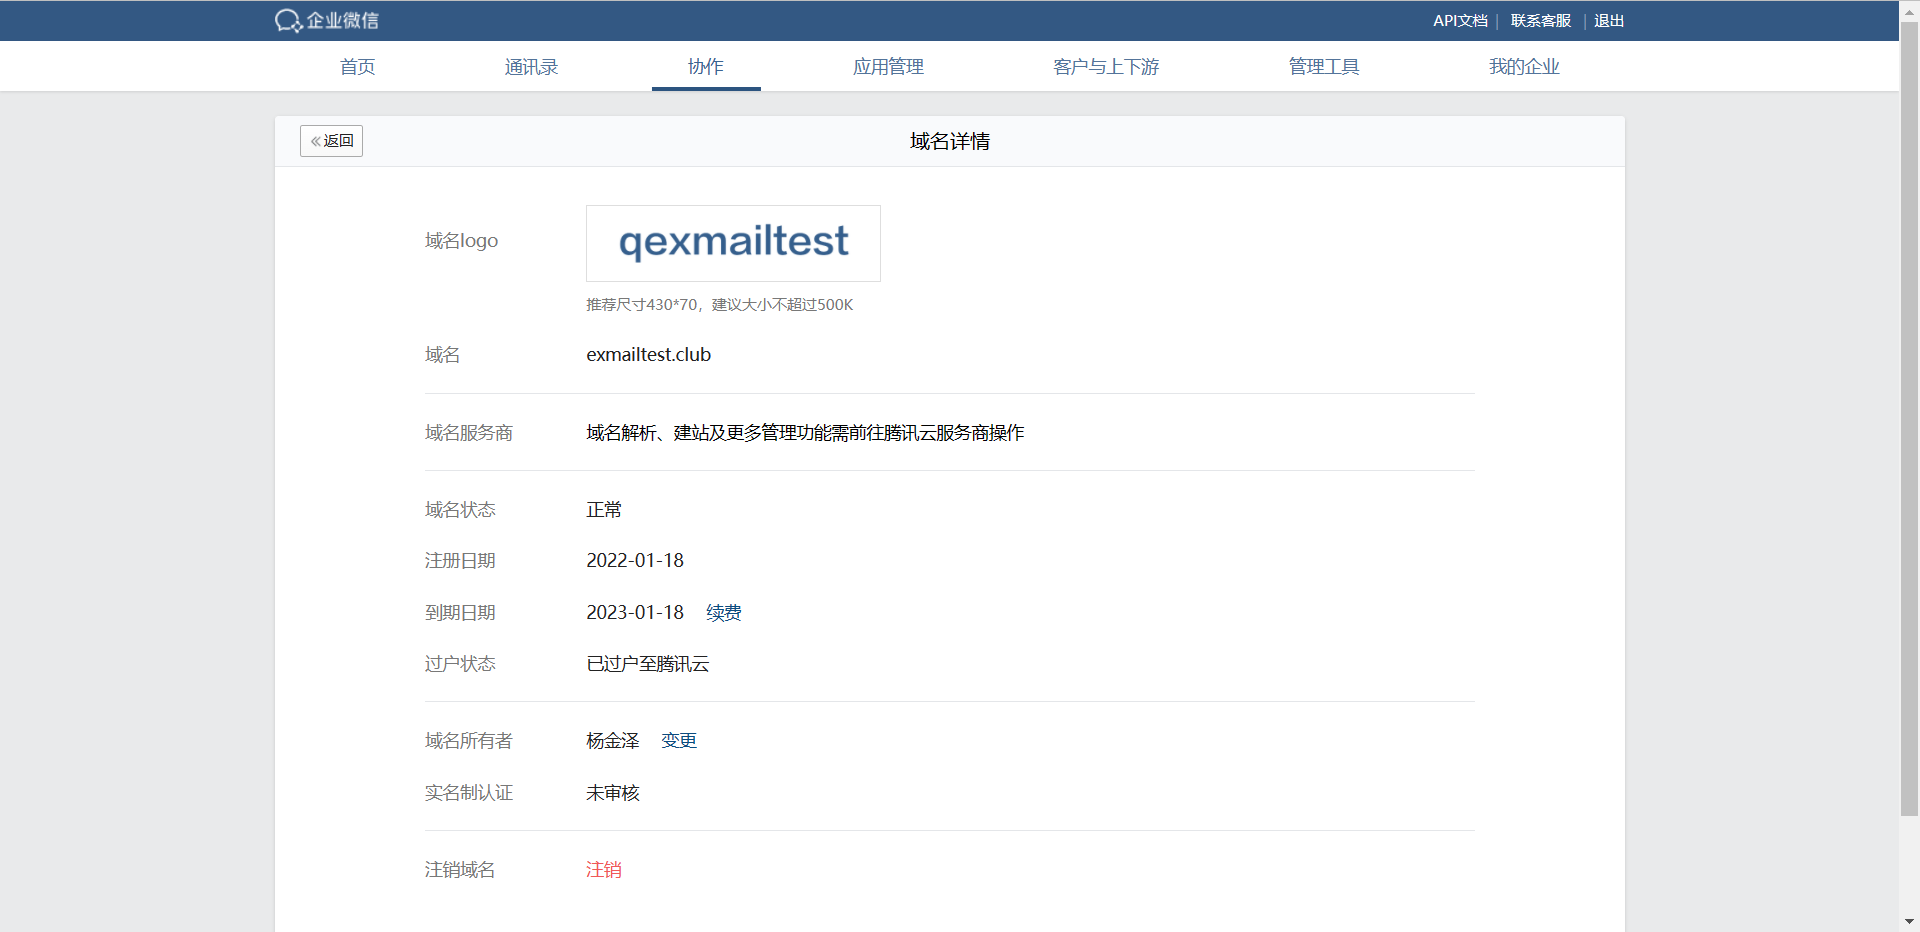 企业微信
API文档 | 联系客服 | 退出
首页 通讯录 协作 应用管理 客户与上下游 管理工具 我的企业
«返回
域名详情
域名logo
qexmailtest
推荐尺寸430*70，建议大小不超过500K
域名 exmailtest.club
域名服务商 域名解析、建站及更多管理功能需前往腾讯云服务商操作
域名状态 正常
注册日期 2022-01-18
到期日期 2023-01-18 续费
过户状态 已过户至腾讯云
域名所有者 杨金泽 变更
实名制认证 未审核
注销域名 注销